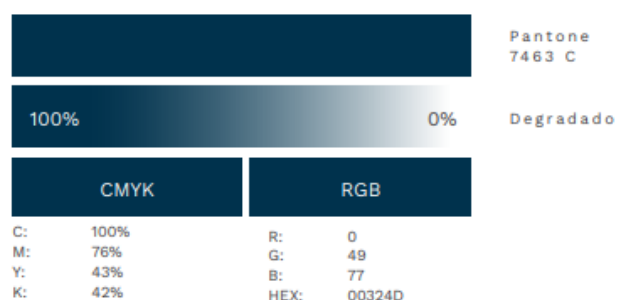 Pantone
7463 C
100% 0% Degradado
CMYK RGB
C: 100%
M: 76%
Y: 43%
K: 42%
R: 0
G: 49
B: 77
HEX: 00324D